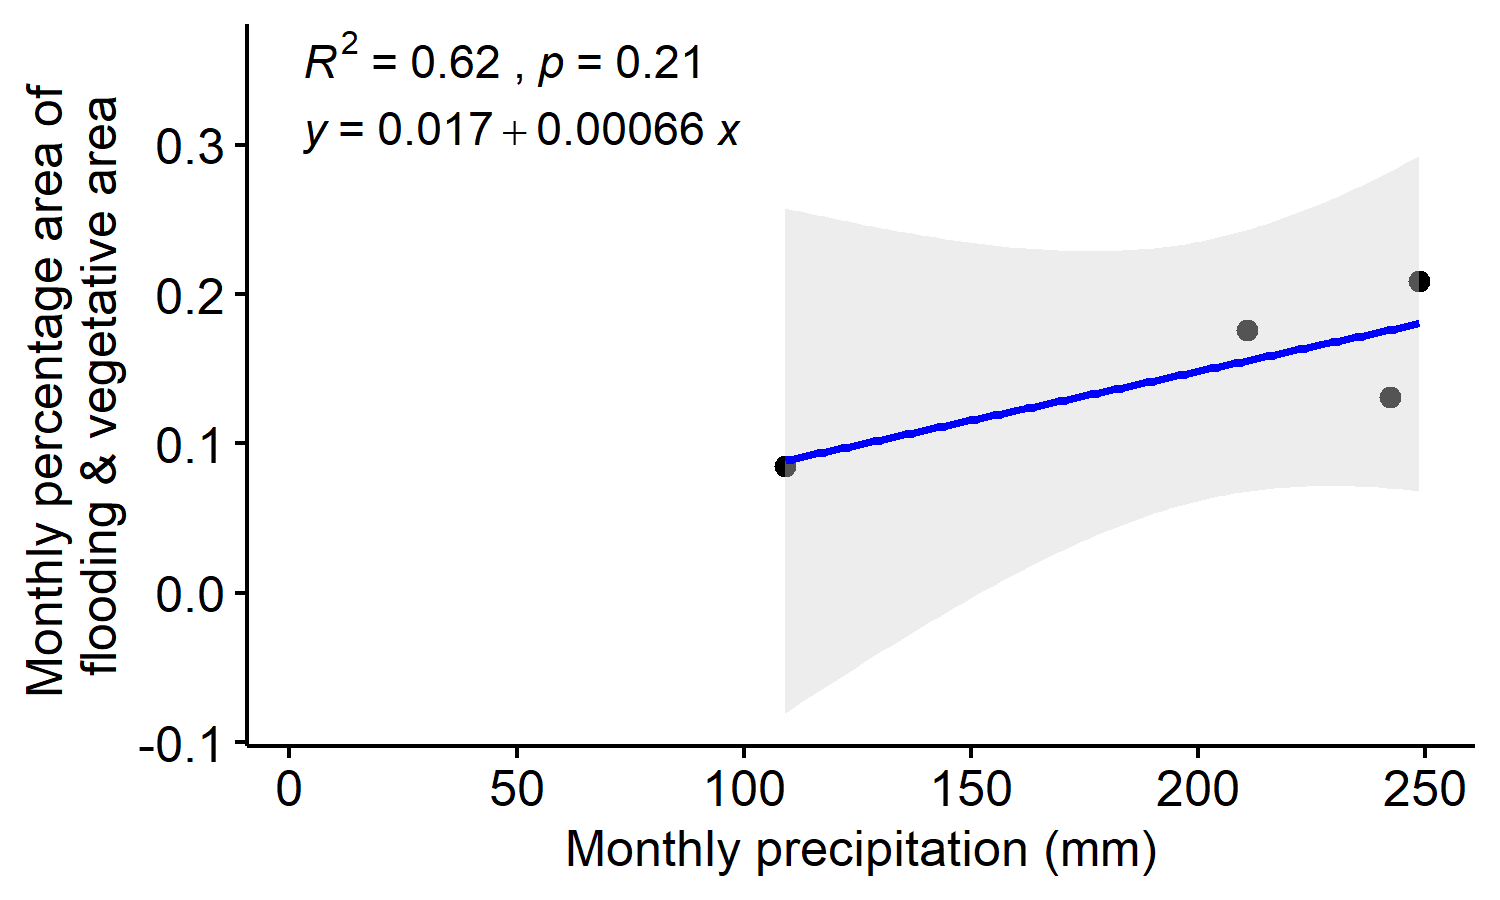 R² = 0.62 , p = 0.21
y = 0.017 + 0.00066 x
Monthly percentage area of
flooding & vegetative area
0.3
0.2
0.1
0.0
-0.1
0 50 100 150 200 250
Monthly precipitation (mm)